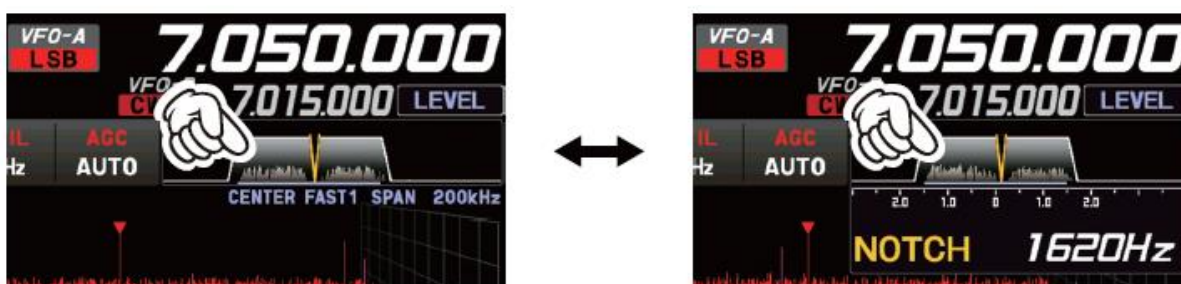 VFO-A 7.050.000
LSB
7.015.000 LEVEL
IL AGC
Hz AUTO
CENTER FAST1 SPAN 200kHz
VFO-A 7.050.000
LSB
7.015.000 LEVEL
IL AGC
Hz AUTO
2.0 1.0 0 1.0 2.0
NOTCH 1620Hz